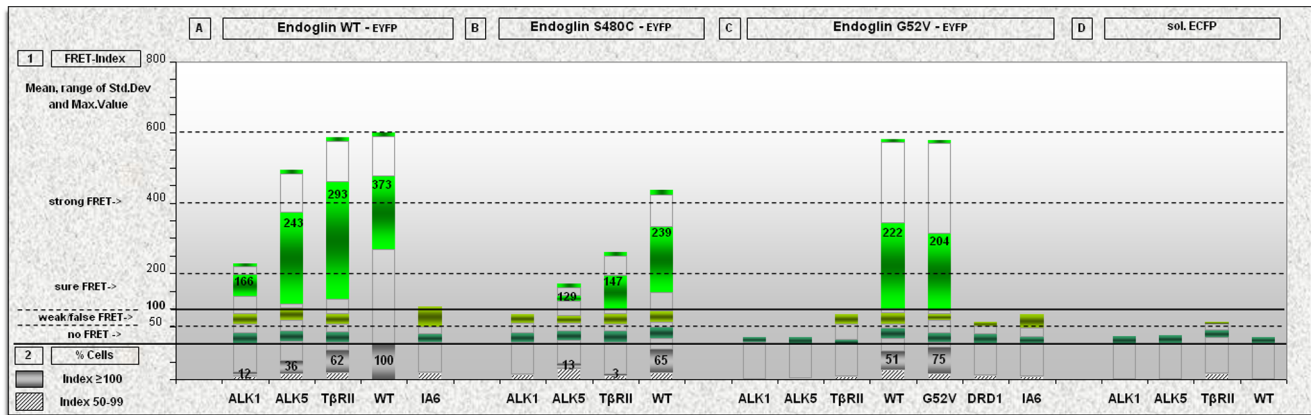 A Endoglin WT - EYFP B Endoglin S480C - EYFP C Endoglin G52V - EYFP D sol. ECFP
1 FRET-Index
Mean, range of Std.Dev
and Max.Value
800
600
400
200
100
50
strong FRET->
sure FRET->
weak/false FRET->
no FRET ->
2 % Cells
Index ≥100
Index 50-99
166 243 293 373 129 147 239 222 204
12 36 62 100 13 3 65 51 75
ALK1 ALK5 TβRII WT IA6 ALK1 ALK5 TβRII WT ALK1 ALK5 TβRII WT G52V DRD1 IA6 ALK1 ALK5 TβRII WT